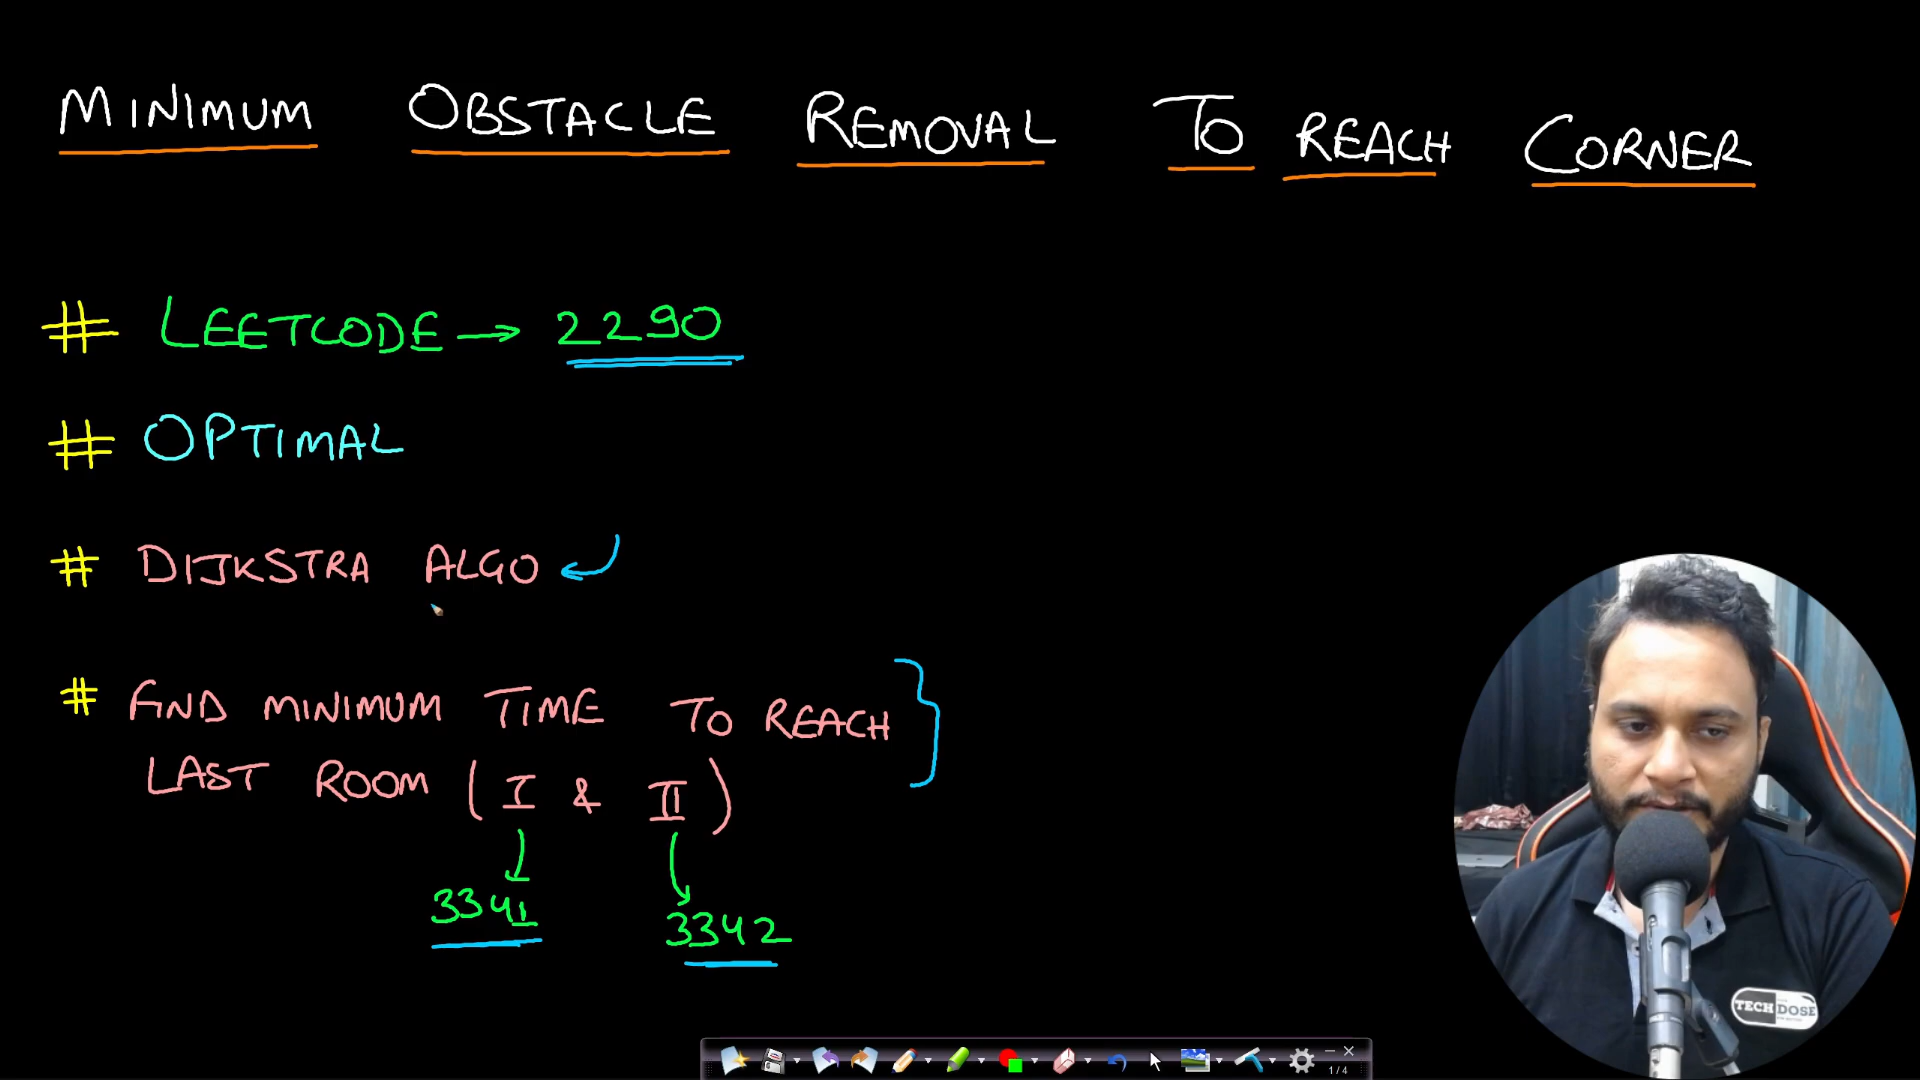 MINIMUM OBSTACLE REMOVAL TO REACH CORNER
# LEETCODE → 2290
# OPTIMAL
# DIJKSTRA ALGO
# FIND MINIMUM TIME TO REACH
LAST ROOM (I & II)
3341
3342
TECH DOSE
1/4